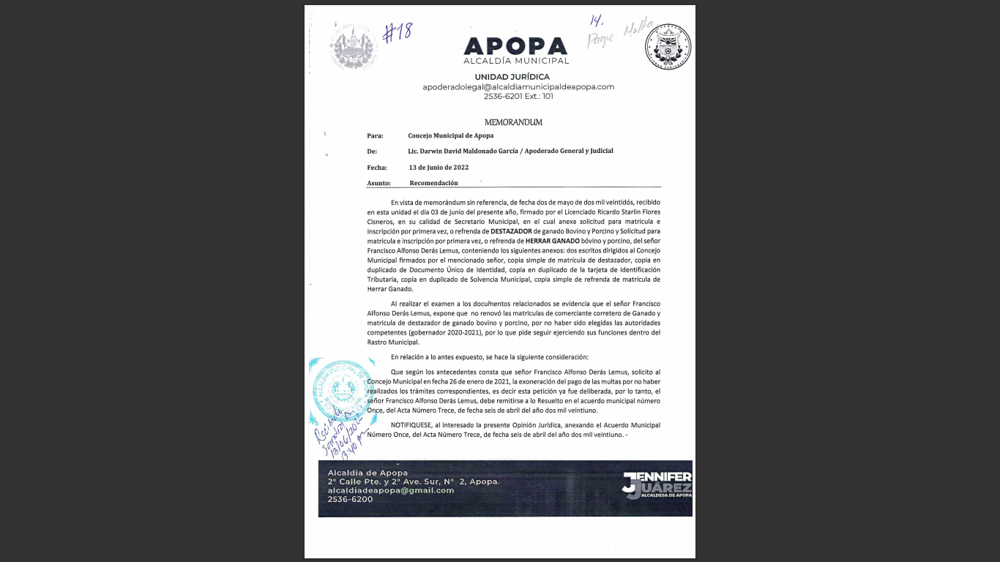 #18
14.
Pague Multa
APOPA
ALCALDÍA MUNICIPAL
UNIDAD JURÍDICA
apoderadolegal@alcaldiamunicipaldeapopa.com
2536-6201 Ext.: 101
MEMORANDUM
Para: Concejo Municipal de Apopa
De: Lic. Darwin David Maldonado García / Apoderado General y Judicial
Fecha: 13 de Junio de 2022
Asunto: Recomendación
En vista de memorándum sin referencia, de fecha dos de mayo de dos mil veintidós, recibido
en esta unidad el día 03 de junio del presente año, firmado por el Licenciado Ricardo Starlin Flores
Cisneros, en su calidad de Secretario Municipal, en el cual anexa solicitud para matricula e
inscripción por primera vez, o refrenda de DESTAZADOR de ganado Bovino y Porcino y Solicitud para
matricula e inscripción por primera vez, o refrenda de HERRAR GANADO bóvino y porcino, del señor
Francisco Alfonso Derás Lemus, conteniendo los siguientes anexos: dos escritos dirigidos al Concejo
Municipal firmados por el mencionado señor, copia simple de matrícula de destazador, copia en
duplicado de Documento Único de Identidad, copia en duplicado de la tarjeta de Identificación
Tributaria, copia en duplicado de Solvencia Municipal, copia simple de refrenda de matrícula de
Herrar Ganado.
Al realizar el examen a los documentos relacionados se evidencia que el señor Francisco
Alfonso Derás Lemus, expone que no renovó las matriculas de comerciante corretero de Ganado y
matricula de destazador de ganado bovino y porcino, por no haber sido elegidas las autoridades
competentes (gobernador 2020-2021), por lo que pide seguir ejerciendo sus funciones dentro del
Rastro Municipal.
En relación a lo antes expuesto, se hace la siguiente consideración:
Que según los antecedentes consta que señor Francisco Alfonso Derás Lemus, solicito al
Concejo Municipal en fecha 26 de enero de 2021, la exoneración del pago de las multas por no haber
realizados los trámites correspondientes, es decir esta petición ya fue deliberada, por lo tanto, el
señor Francisco Alfonso Derás Lemus, debe remitirse a lo Resuelto en el acuerdo municipal número
Once, del Acta Número Trece, de fecha seis de abril del año dos mil veintiuno.
NOTIFIQUESE, al interesado la presente Opinión Jurídica, anexando el Acuerdo Municipal
Número Once, del Acta Número Trece, de fecha seis de abril del año dos mil veintiuno. -
Recibido
Sandra
13/06/2022
3:40 pm
Alcaldia de Apopa
2º Calle Pte. y 2º Ave. Sur, Nº 2, Apopa.
alcaldiadeapopa@gmail.com
2536-6200
JENNIFER
JUÁREZ
ALCALDESA DE APOPA